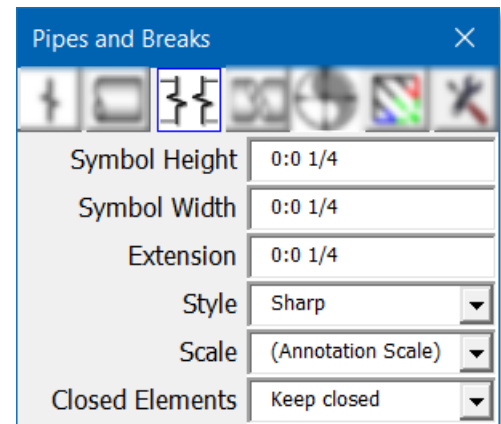 Pipes and Breaks
Symbol Height 0:0 1/4
Symbol Width 0:0 1/4
Extension 0:0 1/4
Style Sharp
Scale (Annotation Scale)
Closed Elements Keep closed